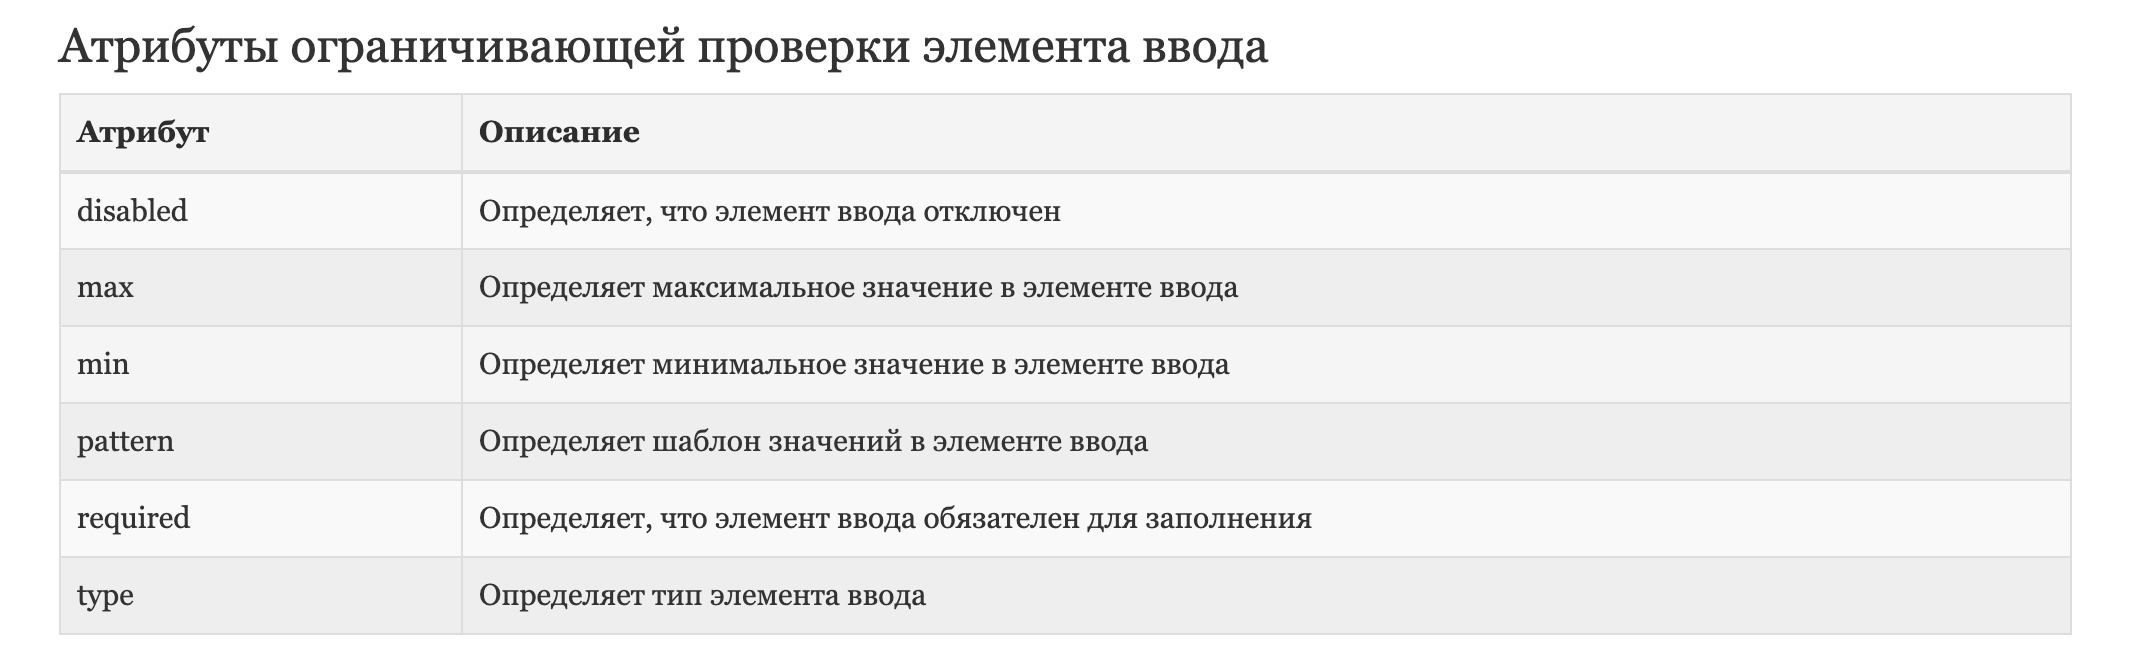 Атрибуты ограничивающей проверки элемента ввода
Атрибут Описание
disabled Определяет, что элемент ввода отключен
max Определяет максимальное значение в элементе ввода
min Определяет минимальное значение в элементе ввода
pattern Определяет шаблон значений в элементе ввода
required Определяет, что элемент ввода обязателен для заполнения
type Определяет тип элемента ввода